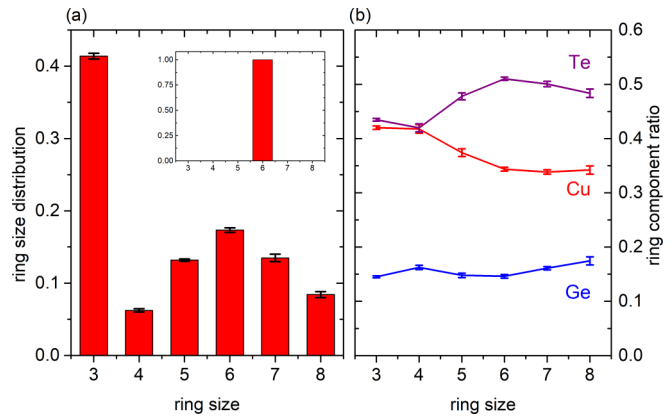 (a)
(b)
0.4
0.3
0.2
0.1
0.0
ring size distribution
1.00
0.75
0.50
0.25
0.00
3 4 5 6 7 8
3 4 5 6 7 8
ring size
Te
Cu
Ge
0.6
0.5
0.4
0.3
0.2
0.1
0.0
ring component ratio
3 4 5 6 7 8
ring size